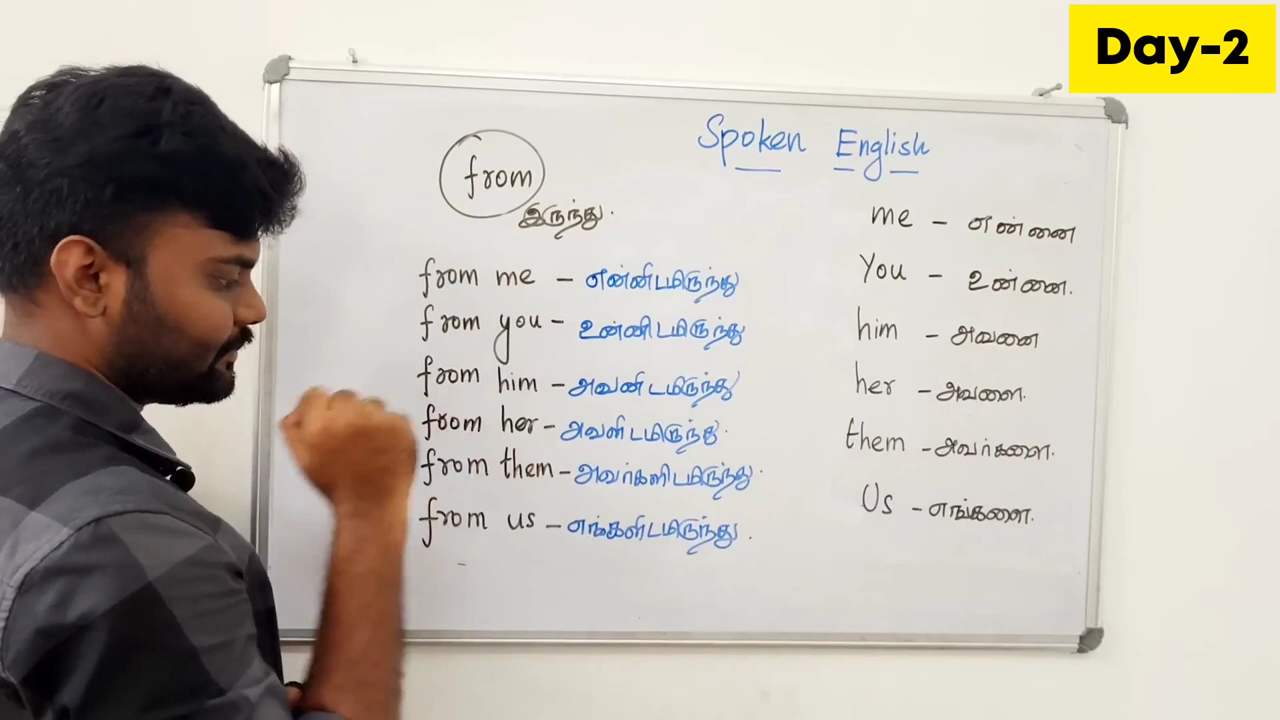 Day-2
Spoken English
from
இருந்து.
from me - என்னிடமிருந்து
from you - உன்னிடமிருந்து
from him - அவனிடமிருந்து
from her - அவளிடமிருந்து.
from them - அவர்களிடமிருந்து.
from us - எங்களிடமிருந்து.
me - என்னை
You - உன்னை.
him - அவனை
her - அவளை.
them - அவர்களை.
Us - எங்களை.